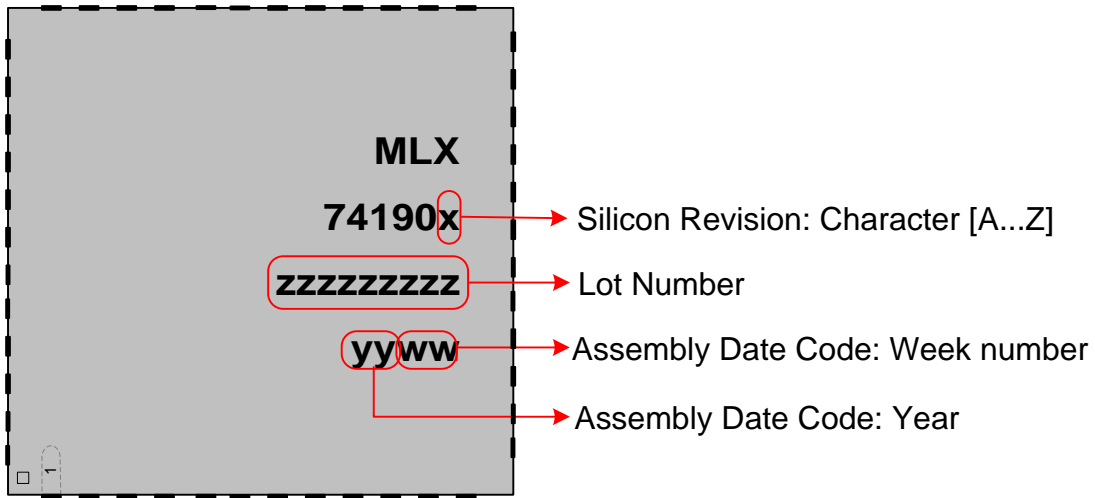 MLX
74190x
Silicon Revision: Character [A...Z]
zzzzzzzzz
Lot Number
yyww
Assembly Date Code: Week number
Assembly Date Code: Year
1